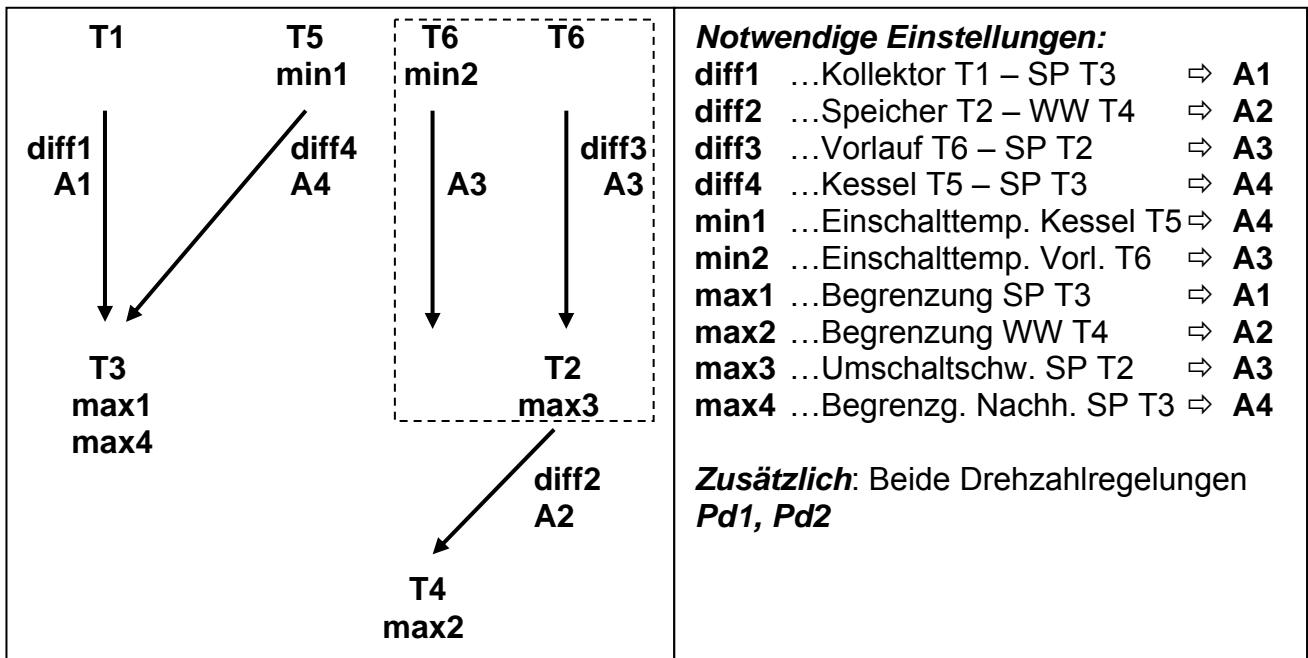 T1 T5 T6 T6
min1 min2
diff1 diff4 diff3
A1 A4 A3 A3
T3 T2
max1 max3
max4
diff2
A2
T4
max2
Notwendige Einstellungen:
diff1 …Kollektor T1 – SP T3 ⇨ A1
diff2 …Speicher T2 – WW T4 ⇨ A2
diff3 …Vorlauf T6 – SP T2 ⇨ A3
diff4 …Kessel T5 – SP T3 ⇨ A4
min1 …Einschalttemp. Kessel T5 ⇨ A4
min2 …Einschalttemp. Vorl. T6 ⇨ A3
max1 …Begrenzung SP T3 ⇨ A1
max2 …Begrenzung WW T4 ⇨ A2
max3 …Umschaltschw. SP T2 ⇨ A3
max4 …Begrenzg. Nachh. SP T3 ⇨ A4
Zusätzlich: Beide Drehzahlregelungen
Pd1, Pd2